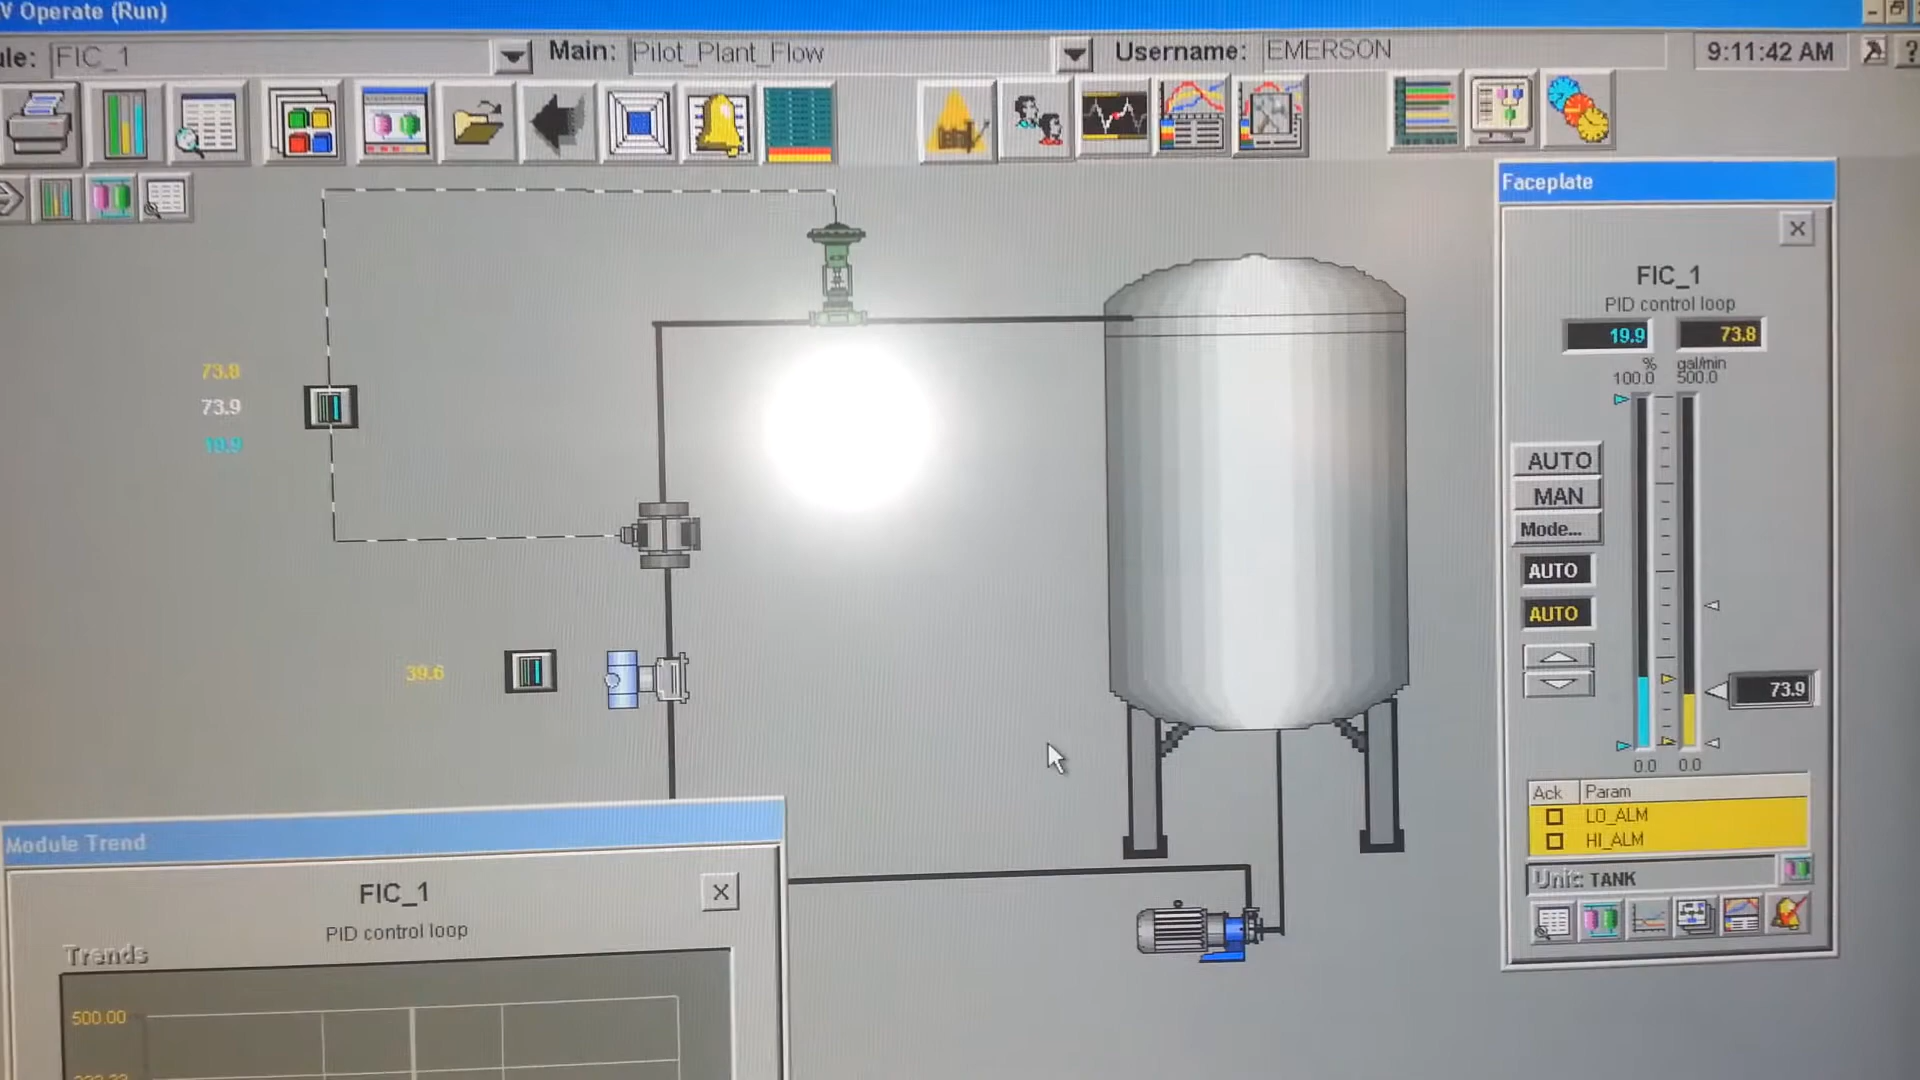 V Operate (Run)
ule: FIC_1 Main: Pilot_Plant_Flow Username: EMERSON 9:11:42 AM ?
Faceplate
FIC_1
PID control loop
19.9 73.8
% gal/min
100.0 500.0
73.8
73.9
19.9
AUTO
MAN
Mode...
AUTO
AUTO
39.6
73.9
0.0 0.0
Ack Param
LO_ALM
HI_ALM
Unit: TANK
Module Trend
FIC_1
PID control loop
Trends
500.00